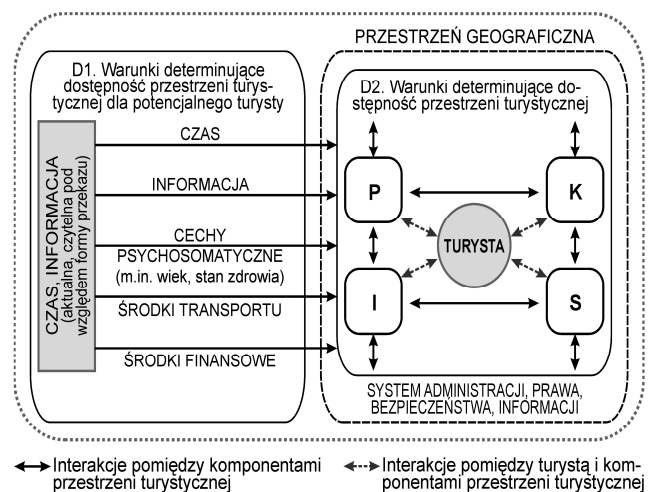 PRZESTRZEŃ GEOGRAFICZNA
D1. Warunki determinujące
dostępność przestrzeni turys-
tycznej dla potencjalnego turysty
CZAS, INFORMACJA
(aktualna, czytelna pod
względem formy przekazu)
CZAS
INFORMACJA
CECHY
PSYCHOSOMATYCZNE
(m.in. wiek, stan zdrowia)
ŚRODKI TRANSPORTU
ŚRODKI FINANSOWE
D2. Warunki determinujące do-
stępność przestrzeni turystycznej
P
K
TURYSTA
I
S
SYSTEM ADMINISTRACJI, PRAWA,
BEZPIECZEŃSTWA, INFORMACJI
Interakcje pomiędzy komponentami
przestrzeni turystycznej
Interakcje pomiędzy turystą i kom-
ponentami przestrzeni turystycznej